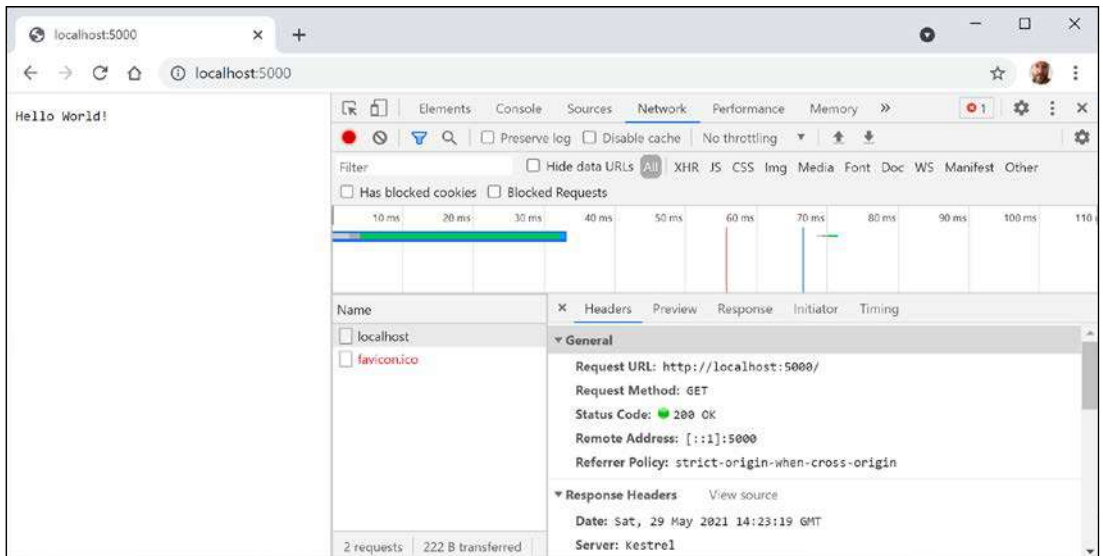 localhost:5000
localhost:5000
Hello World!
Elements Console Sources Network Performance Memory » 1
Preserve log Disable cache No throttling
Filter Hide data URLs All XHR JS CSS Img Media Font Doc WS Manifest Other
Has blocked cookies Blocked Requests
10 ms 20 ms 30 ms 40 ms 50 ms 60 ms 70 ms 80 ms 90 ms 100 ms 110
Name
Headers Preview Response Initiator Timing
localhost
favicon.ico
General
Request URL: http://localhost:5000/
Request Method: GET
Status Code: 200 OK
Remote Address: [::1]:5000
Referrer Policy: strict-origin-when-cross-origin
Response Headers View source
Date: Sat, 29 May 2021 14:23:19 GMT
Server: Kestrel
2 requests 222 B transferred